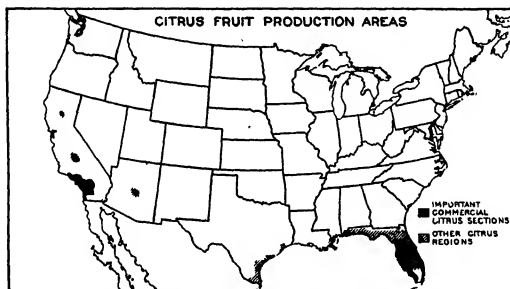 CITRUS FRUIT PRODUCTION AREAS
IMPORTANT
COMMERCIAL
CITRUS SECTIONS
OTHER CITRUS
REGIONS